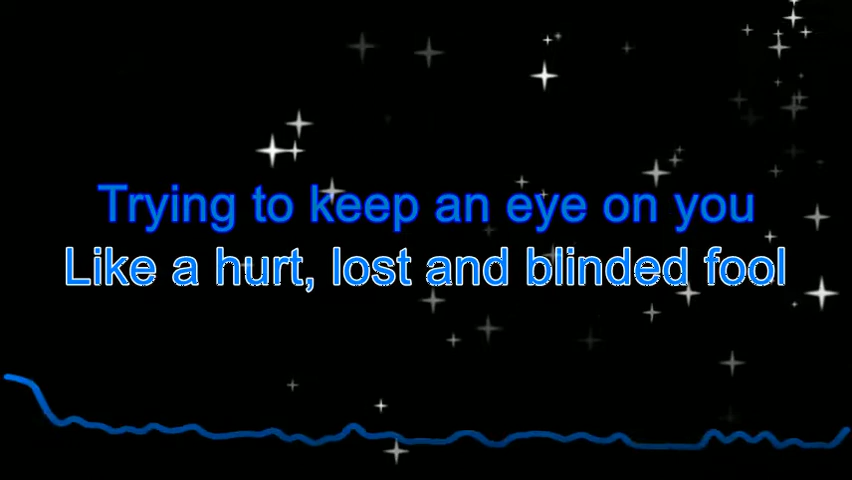 Trying to keep an eye on you
Like a hurt, lost and blinded fool